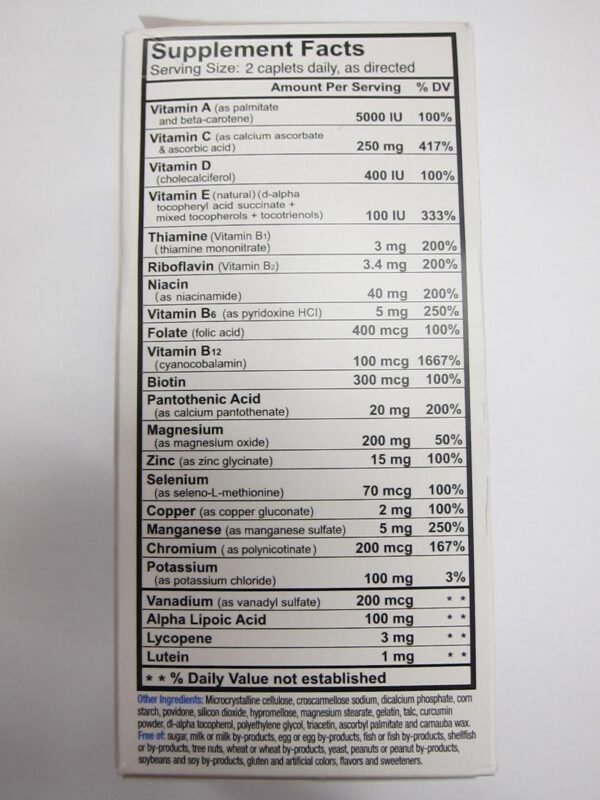 Supplement Facts
Serving Size: 2 caplets daily, as directed
Amount Per Serving % DV
Vitamin A (as palmitate
and beta-carotene) 5000 IU 100%
Vitamin C (as calcium ascorbate
& ascorbic acid) 250 mg 417%
Vitamin D
(cholecalciferol) 400 IU 100%
Vitamin E (natural) (d-alpha
tocopheryl acid succinate +
mixed tocopherols + tocotrienols) 100 IU 333%
Thiamine (Vitamin B1)
(thiamine mononitrate) 3 mg 200%
Riboflavin (Vitamin B2) 3.4 mg 200%
Niacin
(as niacinamide) 40 mg 200%
Vitamin B6 (as pyridoxine HCl) 5 mg 250%
Folate (folic acid) 400 mcg 100%
Vitamin B12
(cyanocobalamin) 100 mcg 1667%
Biotin 300 mcg 100%
Pantothenic Acid
(as calcium pantothenate) 20 mg 200%
Magnesium
(as magnesium oxide) 200 mg 50%
Zinc (as zinc glycinate) 15 mg 100%
Selenium
(as seleno-L-methionine) 70 mcg 100%
Copper (as copper gluconate) 2 mg 100%
Manganese (as manganese sulfate) 5 mg 250%
Chromium ( as polynicotinate ) 200 mcg 167%
Potassium
(as potassium chloride) 100 mg 3%
Vanadium (as vanadyl sulfate) 200 mcg * *
Alpha Lipoic Acid 100 mg * *
Lycopene 3 mg * *
Lutein 1 mg * *
* * % Daily Value not established
Other Ingredients: Microcrystalline cellulose, croscarmellose sodium, dicalcium phosphate, corn
starch, povidone, silicon dioxide, hypromellose, magnesium stearate, gelatin, talc, curcumin
powder, dl-alpha tocopherol, polyethylene glycol, triacetin, ascorbyl palmitate and carnauba wax.
Free of: sugar, milk or milk by-products, egg or egg by-products, fish or fish by-products, shellfish
or by-products, tree nuts, wheat or wheat by-products, yeast, peanuts or peanut by-products,
soybeans and soy by-products, gluten and artificial colors, flavors and sweeteners.